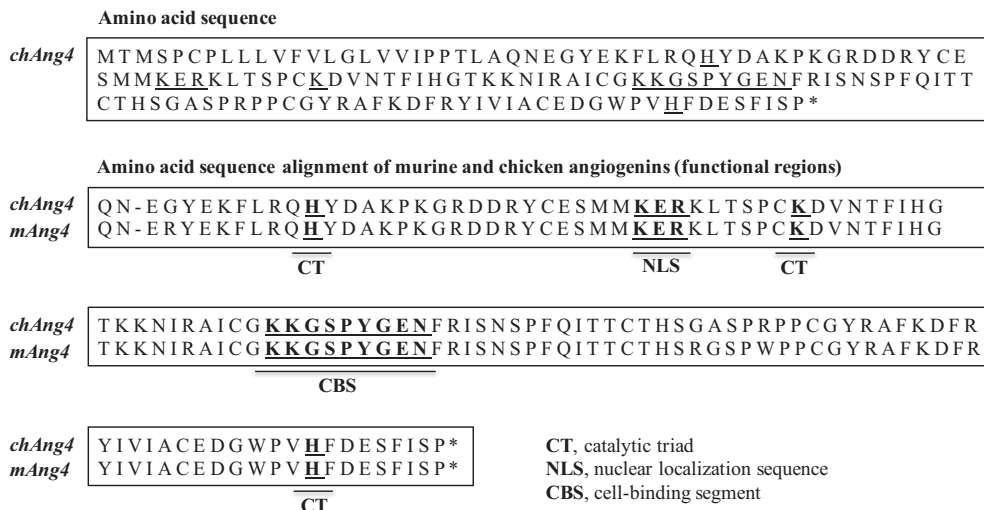 Amino acid sequence
chAng4 M T M S P C P L L L L V F V L G L V V I P P T L A Q N E G Y E K F L R Q H Y D A K P K G R D D R Y C E
S M M K E R K L T S P C K D V N T F I H G T K K N I R A I C G K K G S P Y G E N F R I S N S P F Q I T T
C T H S G A S P R P P C G Y R A F K D F R Y I V I A C E D G W P V H F D E S F I S P *
Amino acid sequence alignment of murine and chicken angiogenins (functional regions)
chAng4 Q N - E G Y E K F L R Q H Y D A K P K G R D D R Y C E S M M K E R K L T S P C K D V N T F I H G
mAng4 Q N - E R Y E K F L R Q H Y D A K P K G R D D R Y C E S M M K E R K L T S P C K D V N T F I H G
CT NLS CT
chAng4 T K K N I R A I C G K K G S P Y G E N F R I S N S P F Q I T T C T H S G A S P R P P C G Y R A F K D F R
mAng4 T K K N I R A I C G K K G S P Y G E N F R I S N S P F Q I T T C T H S R G S P W P P C G Y R A F K D F R
CBS
chAng4 Y I V I A C E D G W P V H F D E S F I S P *
mAng4 Y I V I A C E D G W P V H F D E S F I S P *
CT
CT, catalytic triad
NLS, nuclear localization sequence
CBS, cell-binding segment